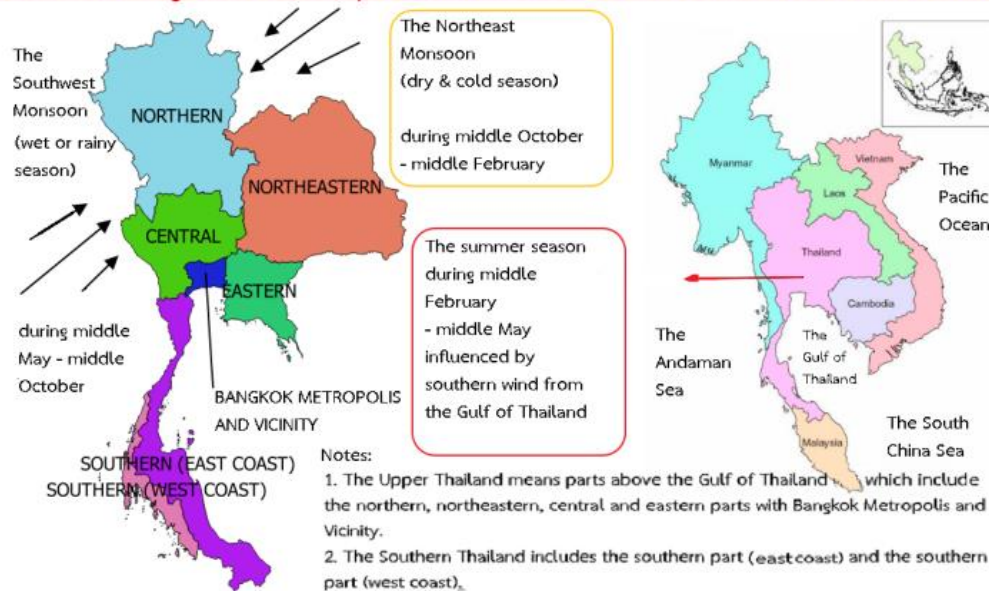 The
Southwest
Monsoon
(wet or rainy
season)
NORTHERN
NORTHEASTERN
CENTRAL
EASTERN
during middle
May - middle
October
BANGKOK METROPOLIS
AND VICINITY
SOUTHERN (EAST COAST)
SOUTHERN (WEST COAST)
The Northeast
Monsoon
(dry & cold season)
during middle October
- middle February
The summer season
during middle
February
- middle May
influenced by
southern wind from
the Gulf of Thailand
Myanmar
Vietnam
Laos
Thailand
Cambodia
Malaysia
The
Pacific
Ocean
The
Andaman
Sea
The
Gulf of
Thailand
The South
China Sea
Notes:
1. The Upper Thailand means parts above the Gulf of Thailand which include
the northern, northeastern, central and eastern parts with Bangkok Metropolis and
Vicinity.
2. The Southern Thailand includes the southern part (east coast) and the southern
part (west coast).